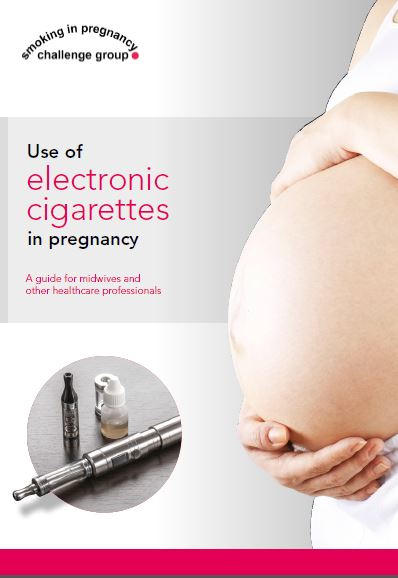 smoking in pregnancy
challenge group
Use of
electronic
cigarettes
in pregnancy
A guide for midwives and
other healthcare professionals